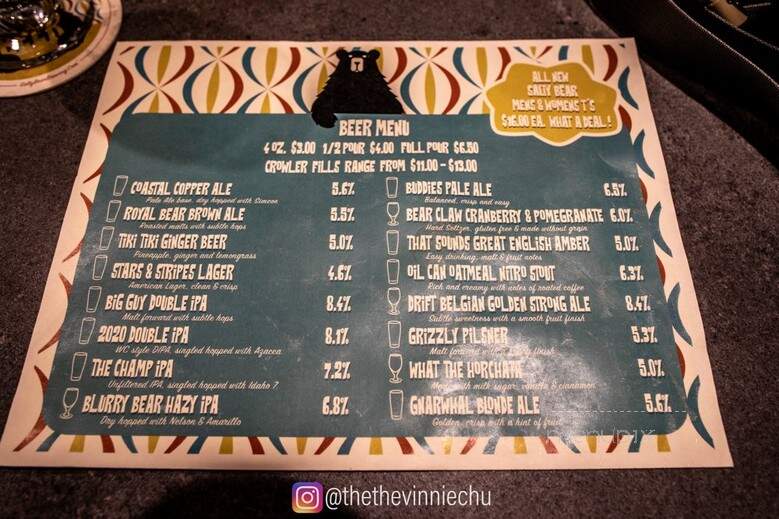 ALL NEW
SALTY BEAR
MENS & WOMENS T'S
$16.00 EA. WHAT A DEAL!
BEER MENU
4 OZ. $3.00 1/2 POUR $4.00 FULL POUR $6.50
CROWLER FILLS RANGE FROM $11.00 - $13.00
COASTAL COPPER ALE 5.6%
Pale Ale base, dry hopped with Simcoe
ROYAL BEAR BROWN ALE 5.5%
Roasted malts with subtle hops
TIKI TIKI GINGER BEER 5.0%
Pineapple, ginger and lemongrass
STARS & STRIPES LAGER 4.6%
American Lager, clean & crisp
BIG GUY DOUBLE IPA 8.4%
Malt forward with subtle hops
2020 DOUBLE IPA 8.1%
WC style DIPA, singled hopped with Azacca
THE CHAMP IPA 7.2%
Unfiltered IPA, singled hopped with Idaho 7
BLURRY BEAR HAZY IPA 6.8%
Dry hopped with Nelson & Amarillo
BUDDIES PALE ALE 6.5%
Balanced, crisp and easy
BEAR CLAW CRANBERRY & POMEGRANATE 6.0%
Hard Seltzer, gluten free & made without grain
THAT SOUNDS GREAT ENGLISH AMBER 5.0%
Easy drinking, malt & fruit notes
OIL CAN OATMEAL NITRO STOUT 6.3%
Rich and creamy with notes of roasted coffee
DRIFT BELGIAN GOLDEN STRONG ALE 8.4%
Subtle sweetness with a smooth fruit finish
GRIZZLY PILSNER 5.3%
Malt forward with a finish
WHAT THE HORCHATA 5.0%
Made with milk sugar, vanilla & cinnamon
GNARWHAL BLONDE ALE 5.6%
Golden, crisp with a hint of fruit
@thethevinniechu